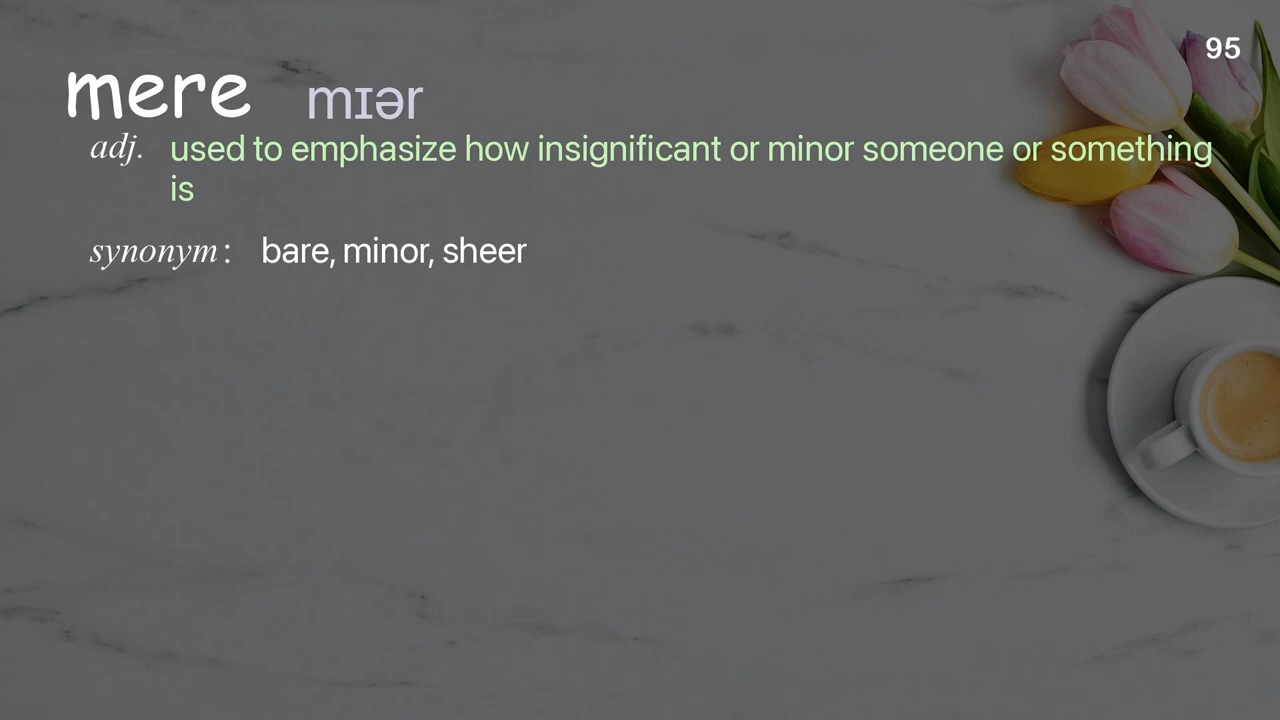 95
mere mɪər
adj. used to emphasize how insignificant or minor someone or something
is
synonym: bare, minor, sheer